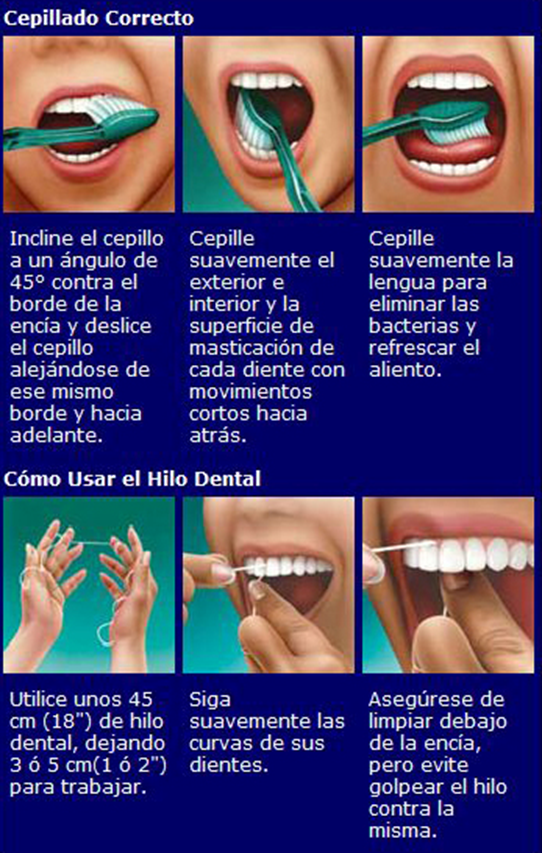 Cepillado Correcto
Incline el cepillo
a un ángulo de
45° contra el
borde de la
encía y deslice
el cepillo
alejándose de
ese mismo
borde y hacia
adelante.
Cepille
suavemente el
exterior e
interior y la
superficie de
masticación de
cada diente con
movimientos
cortos hacia
atrás.
Cepille
suavemente la
lengua para
eliminar las
bacterias y
refrescar el
aliento.
Cómo Usar el Hilo Dental
Utilice unos 45
cm (18") de hilo
dental, dejando
3 ó 5 cm(1 ó 2")
para trabajar.
Siga
suavemente las
curvas de sus
dientes.
Asegúrese de
limpiar debajo
de la encía,
pero evite
golpear el hilo
contra la
misma.